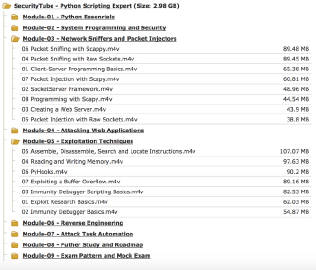 SecurityTube - Python Scripting Expert (Size: 2.98 GB)
Module-01 - Python Essentials
Module-02 - System Programming and Security
Module-03 - Network Sniffers and Packet Injectors
06 Packet Sniffing with Scappy.m4v 89.48 MB
04 Packet Sniffing with Raw Sockets.m4v 89.45 MB
01 Client-Server Programming Basics.m4v 65.36 MB
07 Packet Injection with Scapy.m4v 60.81 MB
02 SocketServer Framework.m4v 46.96 MB
08 Programming with Scapy.m4v 44.54 MB
03 Creating a Web Server.m4v 43.9 MB
05 Packet Injection with Raw Sockets.m4v 38.8 MB
Module-04 - Attacking Web Applications
Module-05 - Exploitation Techniques
05 Assemble, Disassemble, Search and Locate Instructions.m4v 107.07 MB
04 Reading and Writing Memory.m4v 97.63 MB
06 PyHooks.m4v 90.2 MB
07 Exploiting a Buffer Overflow.m4v 89.16 MB
03 Immunity Debugger Scripting Basics.m4v 82.53 MB
01 Exploit Research Basics.m4v 62.03 MB
02 Immunity Debugger Basics.m4v 54.87 MB
Module-06 - Reverse Engineering
Module-07 - Attack Task Automation
Module-08 - Further Study and Roadmap
Module-09 - Exam Pattern and Mock Exam